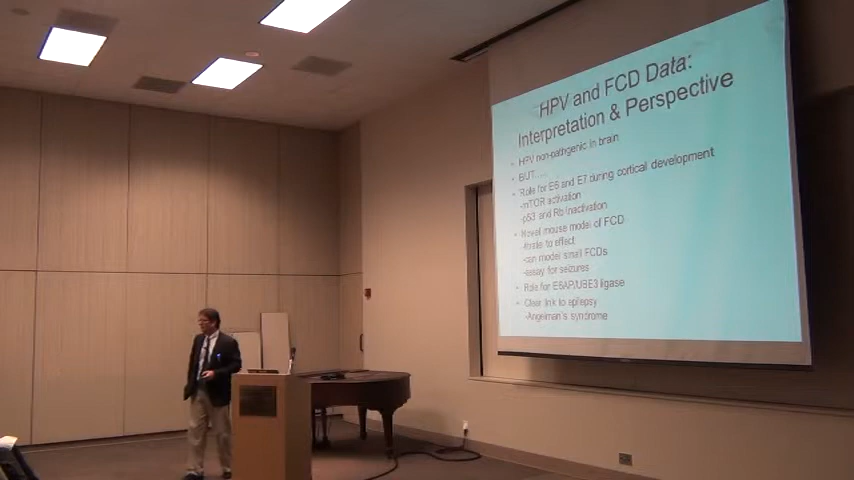 HPV and FCD Data:
Interpretation & Perspective
• HPV non-pathogenic in brain
• BUT....
• Role for E6 and E7 during cortical development
-mTOR activation
-p53 and Rb inactivation
• Novel mouse model of FCD
-foralel to effect
-can model small FCDs
-assay for seizures
• Role for E6AP/UBE3 ligase
• Clear link to epilepsy
-Angelman's syndrome